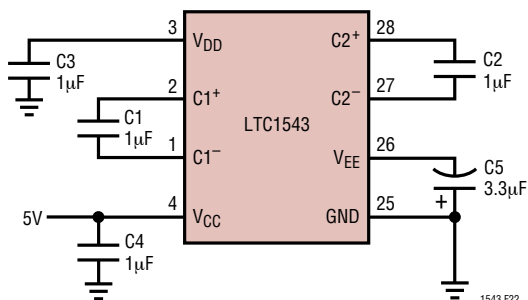 3
VDD
C2+
28
C3
1µF
C2
1µF
2
C1+
C2−
27
C1
1µF
LTC1543
1
C1−
VEE
26
C5
3.3µF
+
5V
4
VCC
GND
25
C4
1µF
1543 F22